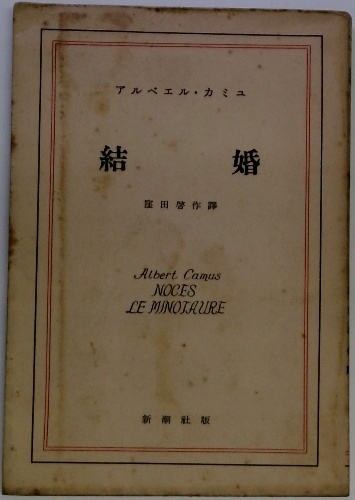 アルベエル・カミユ
結婚
窪田啓作譯
Albert Camus
NOCES
LE MINOTAURE
新潮社版